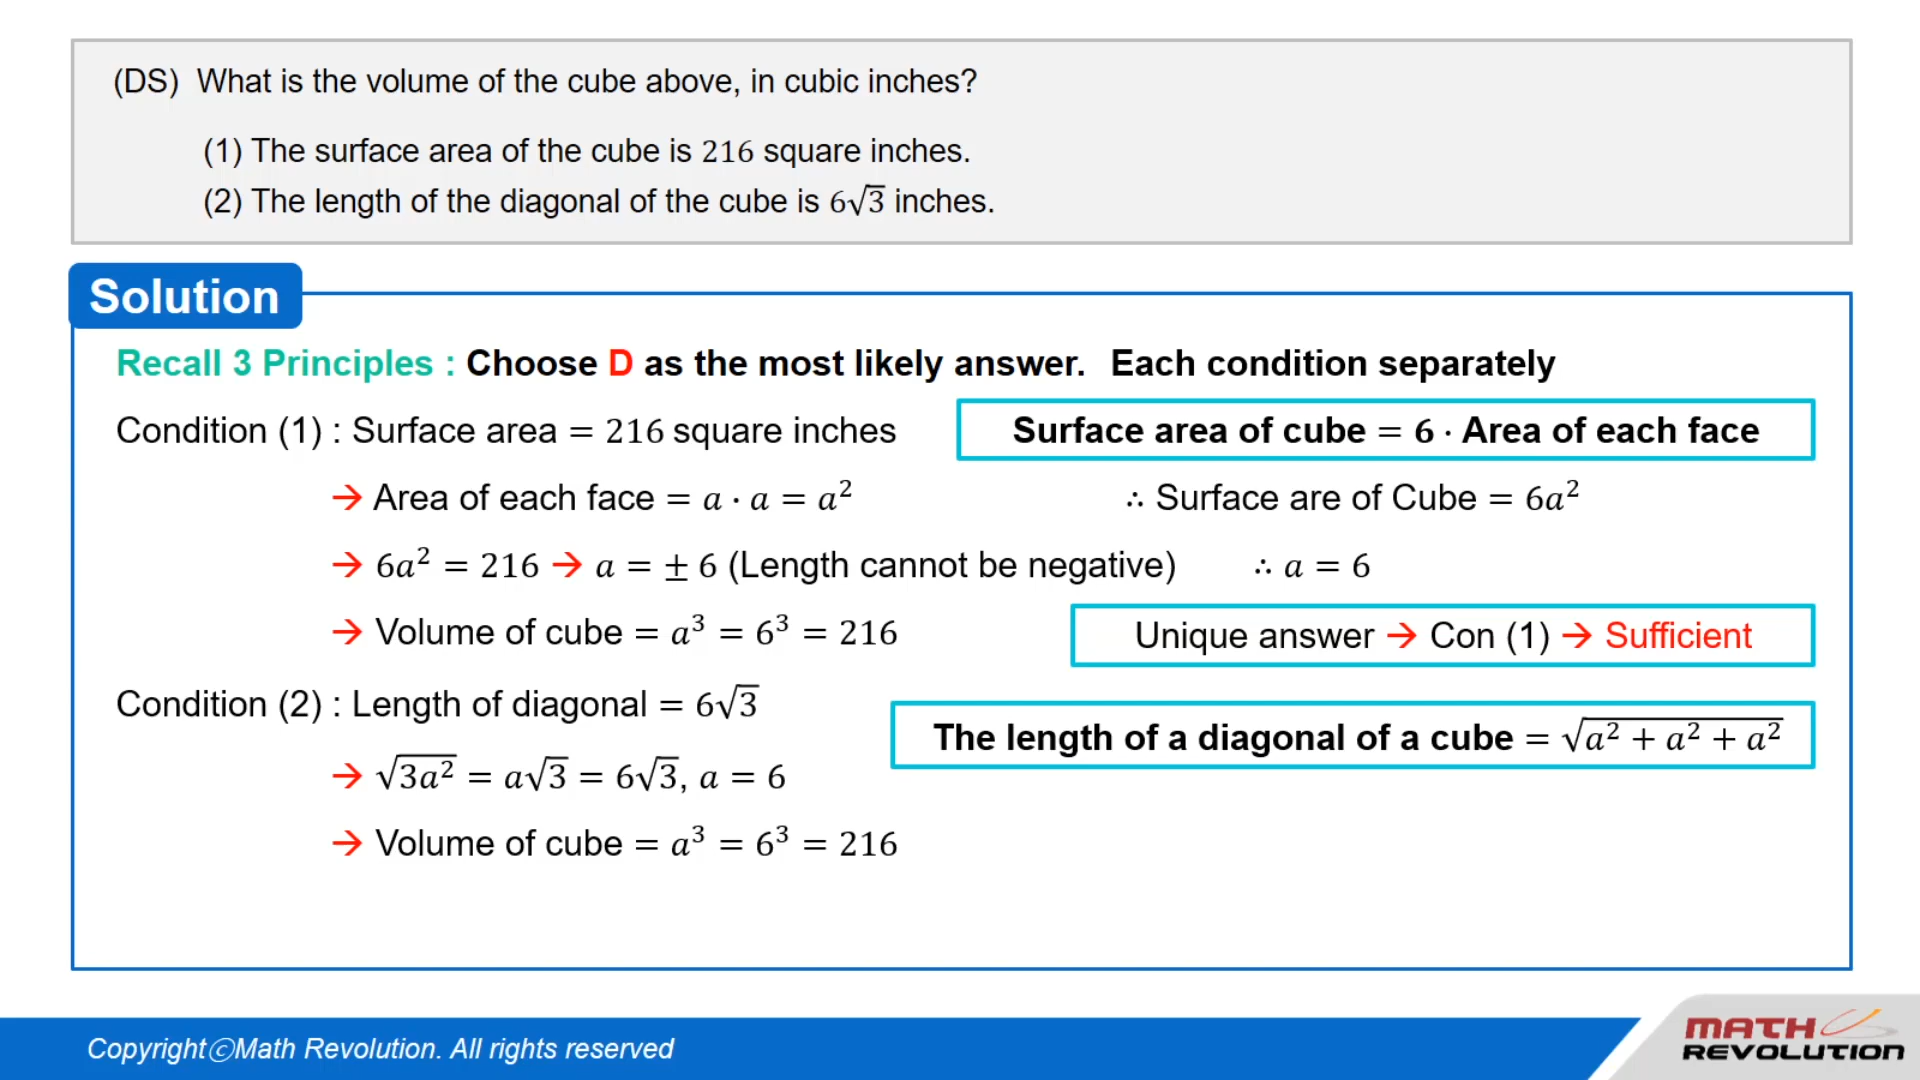 (DS) What is the volume of the cube above, in cubic inches?
(1) The surface area of the cube is 216 square inches.
(2) The length of the diagonal of the cube is 6√3 inches.
Solution
Recall 3 Principles : Choose D as the most likely answer. Each condition separately
Condition (1) : Surface area = 216 square inches
Surface area of cube = 6 · Area of each face
→ Area of each face = a · a = a²
∴ Surface are of Cube = 6a²
→ 6a² = 216 → a = ± 6 (Length cannot be negative) ∴ a = 6
→ Volume of cube = a³ = 6³ = 216
Unique answer → Con (1) → Sufficient
Condition (2) : Length of diagonal = 6√3
The length of a diagonal of a cube = √(a² + a² + a²)
→ √(3a²) = a√3 = 6√3, a = 6
→ Volume of cube = a³ = 6³ = 216
CopyrightⓒMath Revolution. All rights reserved
MATH
REVOLUTION